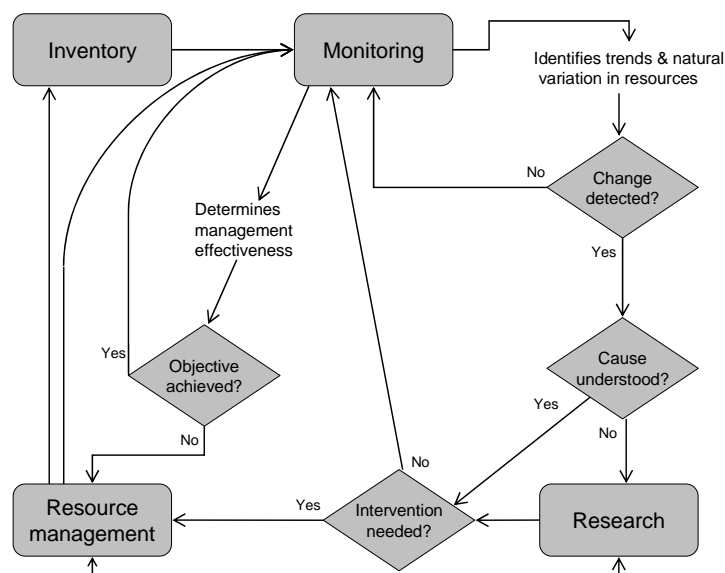 Inventory
Monitoring
Identifies trends & natural
variation in resources
No
Change
detected?
Yes
Determines
management
effectiveness
Yes
Objective
achieved?
No
Cause
understood?
Yes
No
No
Resource
management
Yes
Intervention
needed?
Research